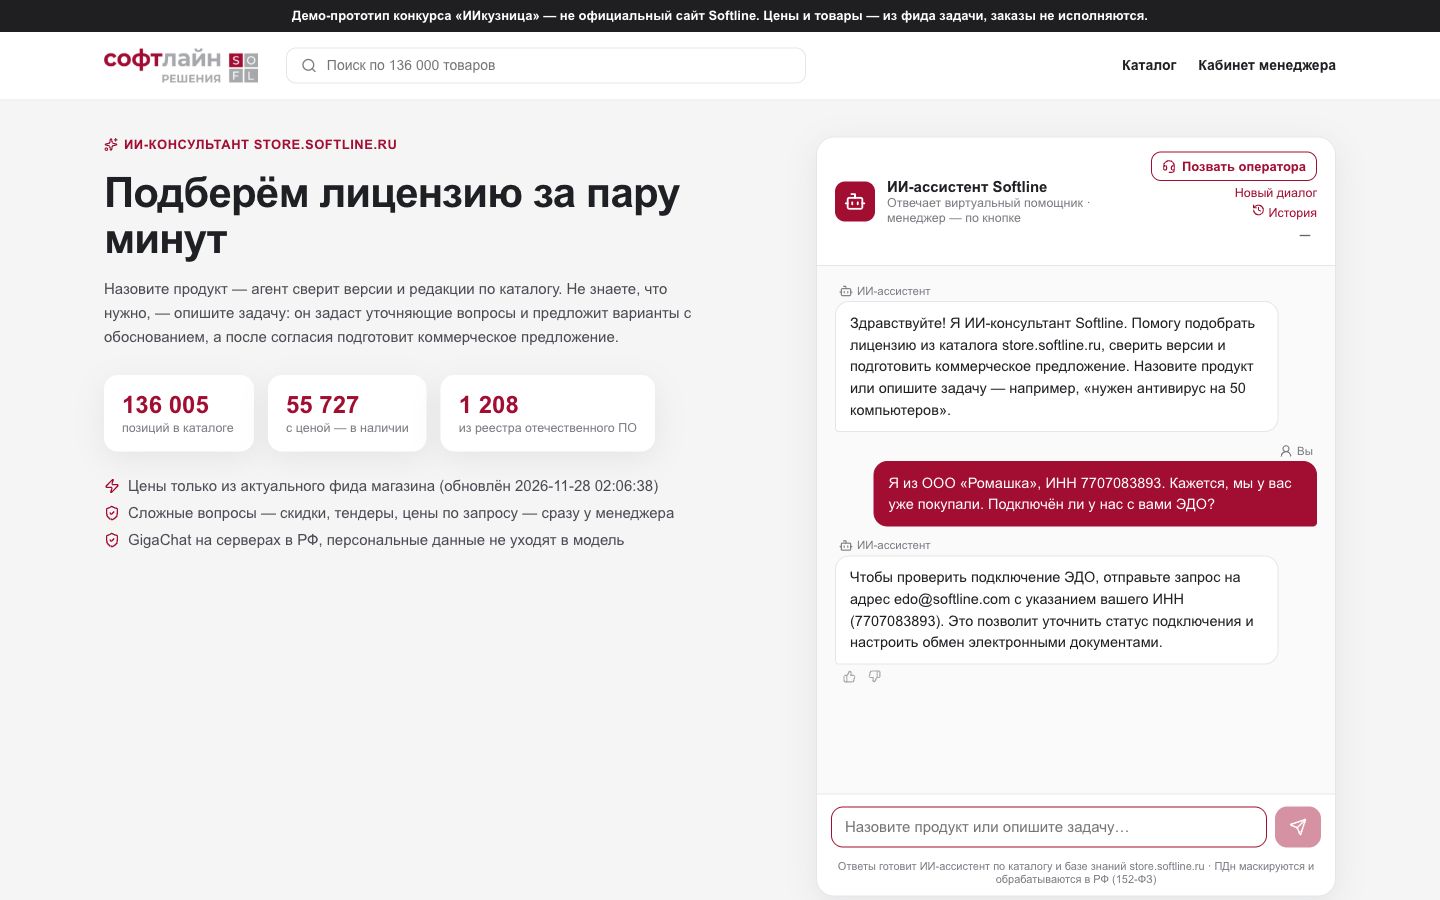 Демо-прототип конкурса «ИИкузница» — не официальный сайт Softline. Цены и товары — из фида задачи, заказы не исполняются.
софтлайн
РЕШЕНИЯ
SO
FL
Поиск по 136 000 товаров
Каталог
Кабинет менеджера
ИИ-КОНСУЛЬТАНТ STORE.SOFTLINE.RU
Подберём лицензию за пару
минут
Назовите продукт — агент сверит версии и редакции по каталогу. Не знаете, что
нужно, — опишите задачу: он задаст уточняющие вопросы и предложит варианты с
обоснованием, а после согласия подготовит коммерческое предложение.
136 005
позиций в каталоге
55 727
с ценой — в наличии
1 208
из реестра отечественного ПО
Цены только из актуального фида магазина (обновлён 2026-11-28 02:06:38)
Сложные вопросы — скидки, тендеры, цены по запросу — сразу у менеджера
GigaChat на серверах в РФ, персональные данные не уходят в модель
ИИ-ассистент Softline
Отвечает виртуальный помощник ·
менеджер — по кнопке
Позвать оператора
Новый диалог
История
—
ИИ-ассистент
Здравствуйте! Я ИИ-консультант Softline. Помогу подобрать
лицензию из каталога store.softline.ru, сверить версии и
подготовить коммерческое предложение. Назовите продукт
или опишите задачу — например, «нужен антивирус на 50
компьютеров».
Вы
Я из ООО «Ромашка», ИНН 7707083893. Кажется, мы у вас
уже покупали. Подключён ли у нас с вами ЭДО?
ИИ-ассистент
Чтобы проверить подключение ЭДО, отправьте запрос на
адрес edo@softline.com с указанием вашего ИНН
(7707083893). Это позволит уточнить статус подключения и
настроить обмен электронными документами.
Назовите продукт или опишите задачу…
Ответы готовит ИИ-ассистент по каталогу и базе знаний store.softline.ru · ПДн маскируются и
обрабатываются в РФ (152-ФЗ)